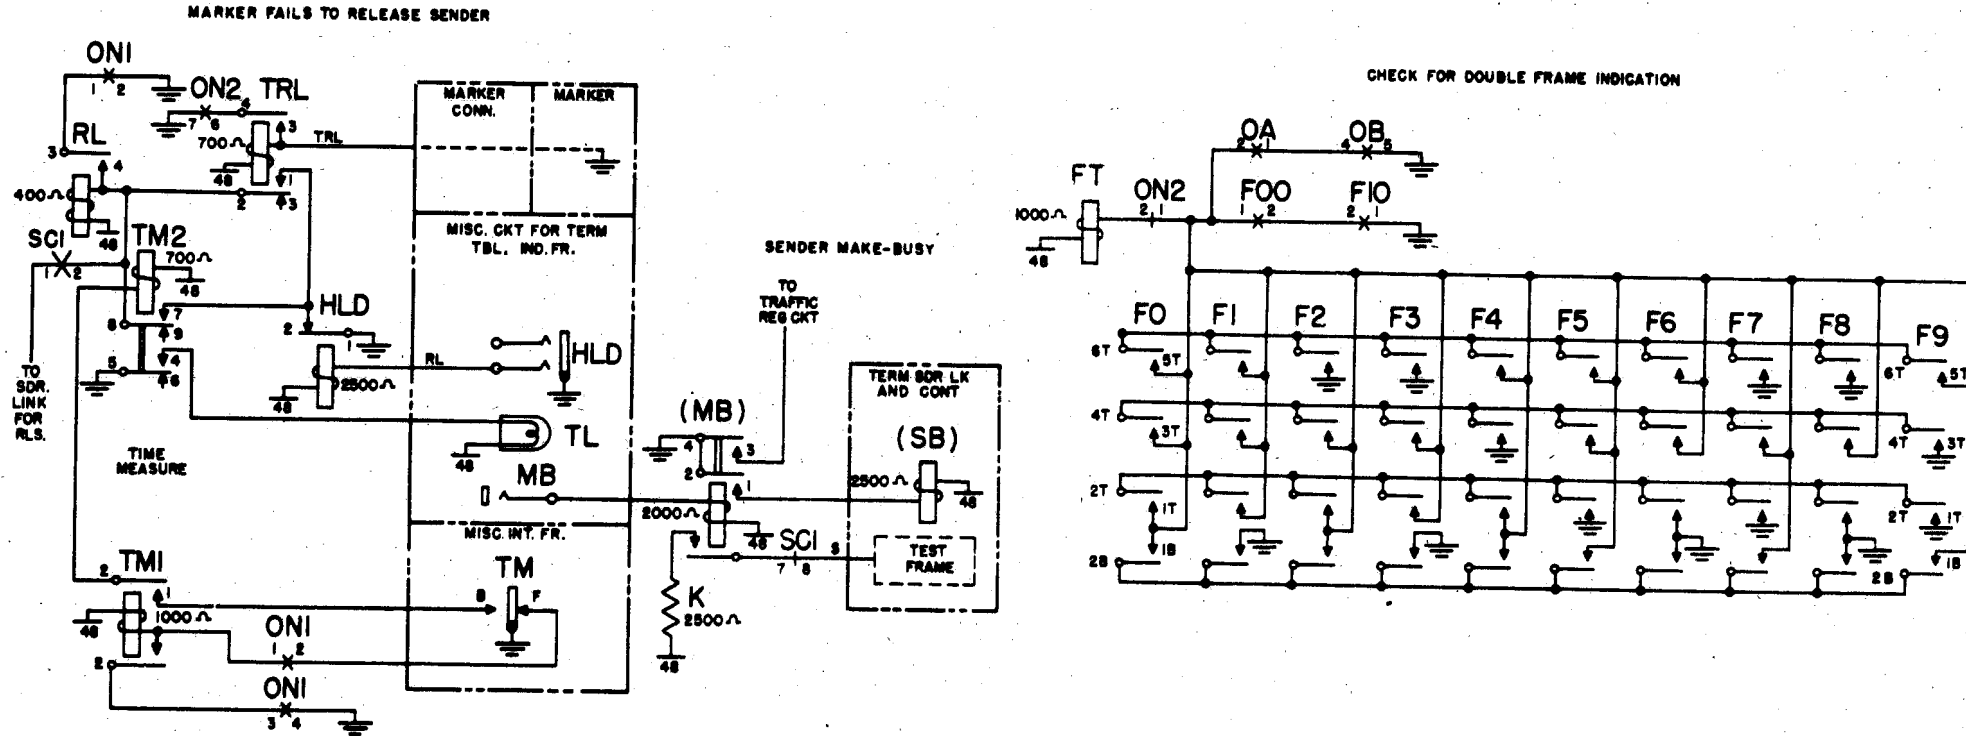 MARKER FAILS TO RELEASE SENDER
ON1
1 2
ON2 TRL
7 6 4
3
700Ω
TRL
48
1
2 3
RL
3
4
400Ω
48
SC1
1 2
TM2
700Ω
48
7
8 9
4
5 6
HLD
2
1
2500Ω
48
RL
TO
SDR.
LINK
FOR
RLS.
TIME
MEASURE
MARKER
CONN.
MARKER
MISC. CKT FOR TERM
TBL. IND. FR.
HLD
TL
48
MB
MISC. INT. FR.
TM
B F
TM1
2
1
1000Ω
48
2
ON1
1 2
ON1
3 4
SENDER MAKE-BUSY
TO
TRAFFIC
REG CKT
(MB)
4
3
2
1
2000Ω
48
SC1
7 8
S
K
2500Ω
48
TERM SDR LK
AND CONT
(SB)
2500Ω
48
TEST
FRAME
CHECK FOR DOUBLE FRAME INDICATION
OA
2 1
OB
4 5
FT
1000Ω
48
ON2
2 1
F00
1 2
F10
2 1
F0 F1 F2 F3 F4 F5 F6 F7 F8 F9
6T 5T 6T 5T
4T 3T 4T 3T
2T 1T 2T 1T
2B 1B 2B 1B